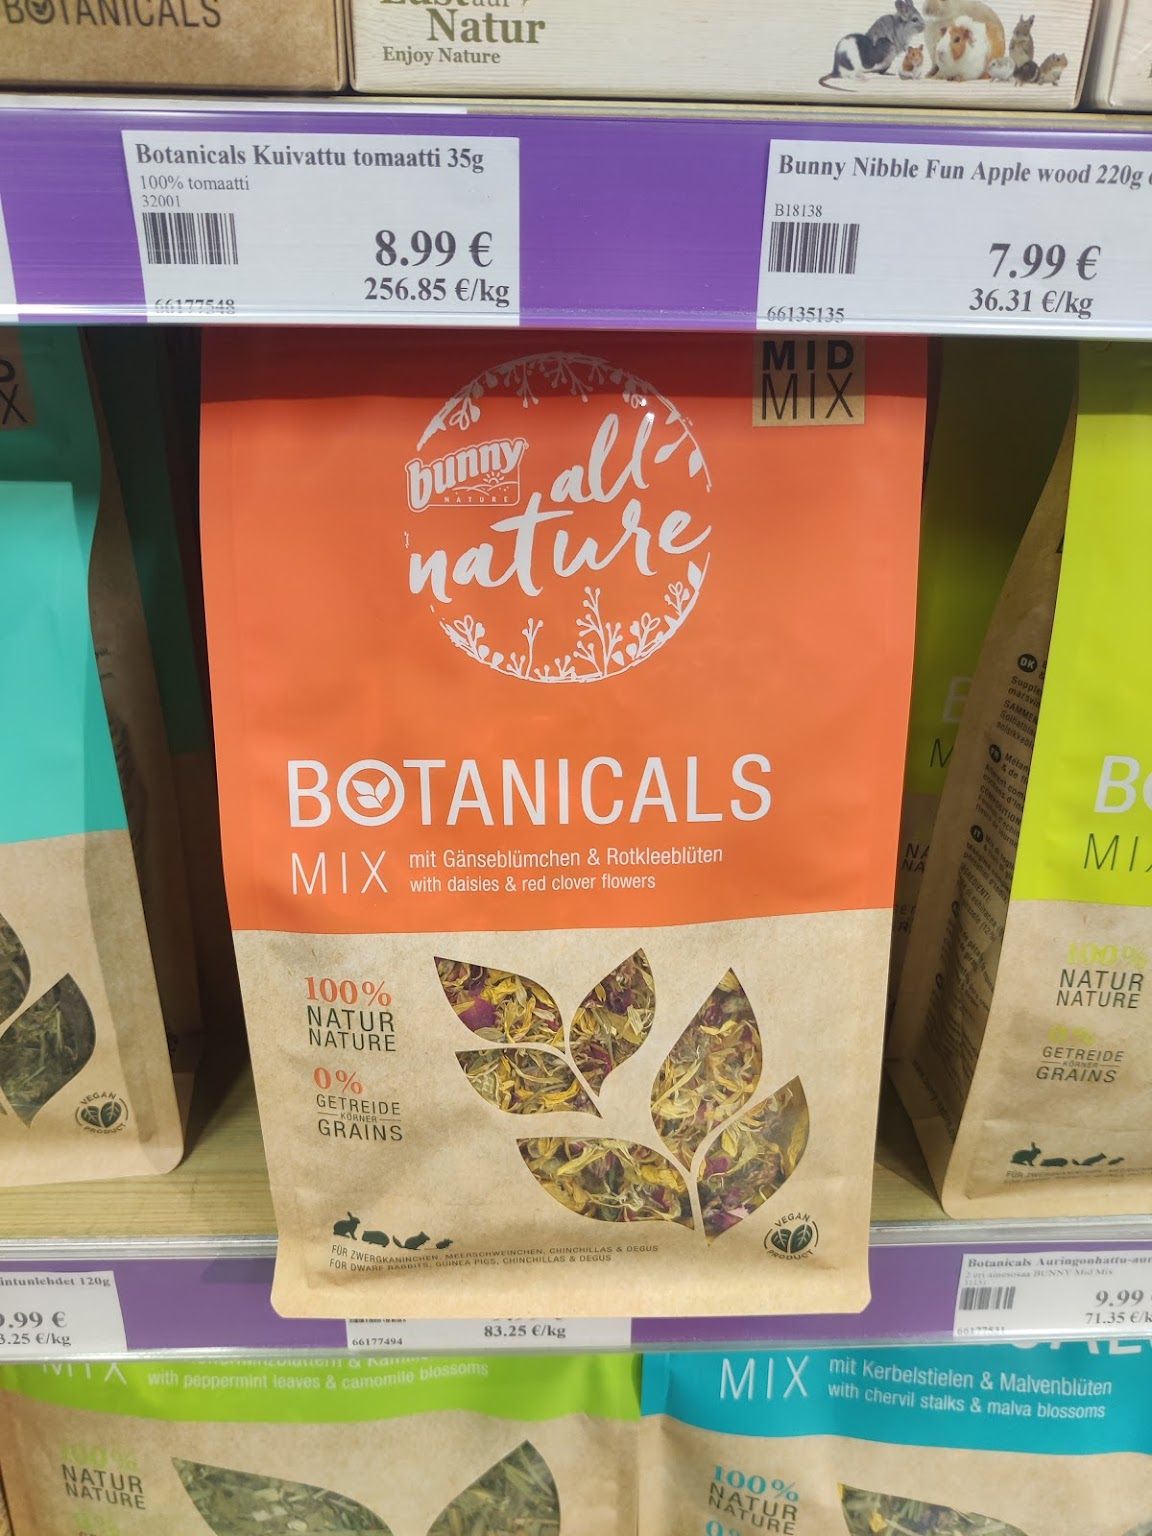 BOTANICALS
Natur
Enjoy Nature
Botanicals Kuivattu tomaatti 35g
100% tomaatti
32001
8.99 €
256.85 €/kg
66177548
Bunny Nibble Fun Apple wood 220g
B18138
7.99 €
36.31 €/kg
66135135
MID
MIX
bunny
NATURE
all
nature
BOTANICALS
MIX
mit Gänseblümchen & Rotkleeblüten
with daisies & red clover flowers
100%
NATUR
NATURE
0%
GETREIDE
KÖRNER
GRAINS
FÜR ZWERGKANINCHEN, MEERSCHWEINCHEN, CHINCHILLAS & DEGUS
FOR DWARF RABBITS, GUINEA PIGS, CHINCHILLAS & DEGUS
VEGAN
PRODUCT
VEGAN
PRODUCT
DK
100%
NATUR
NATURE
0%
GETREIDE
KÖRNER
GRAINS
120g
.99 €
3.25 €/kg
66177494
83.25 €/kg
Botanicals Auringonhattu-
9.99
71.35 €/k
66177531
MIX
with peppermint leaves & camomile blossoms
100%
NATUR
NATURE
MIX
mit Kerbelstielen & Malvenblüten
with chervil stalks & malva blossoms
100%
NATUR
NATURE